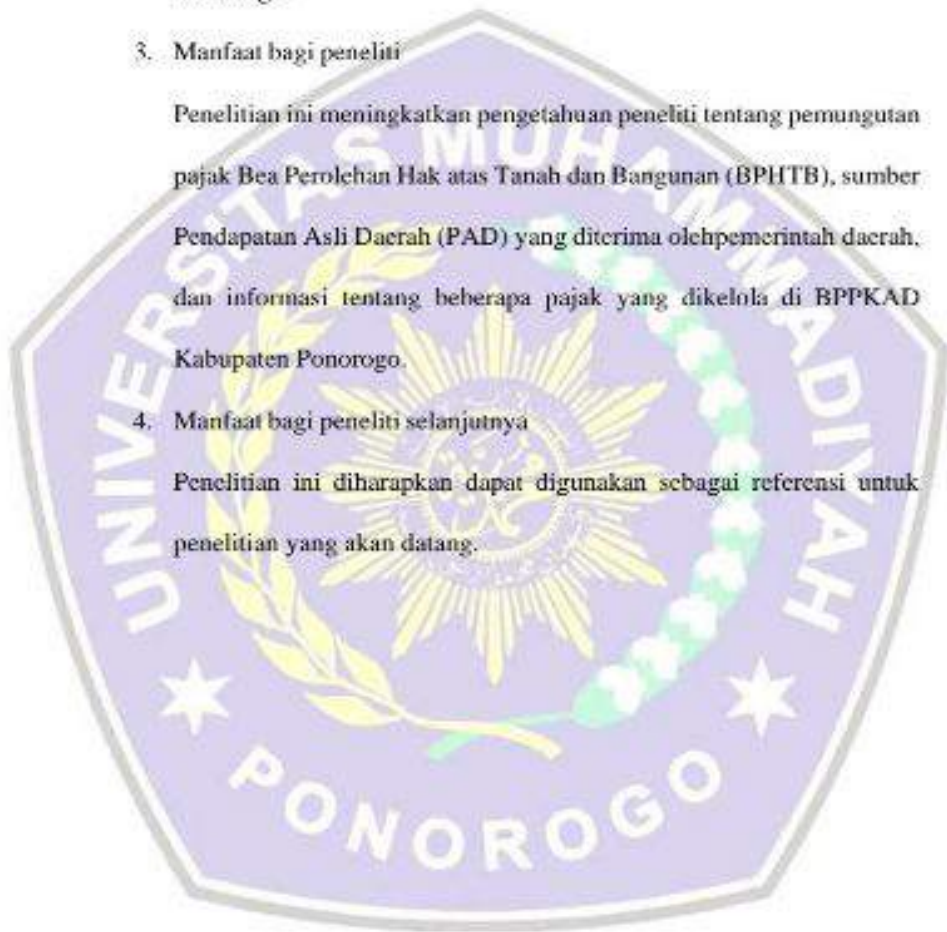 3. Manfaat bagi peneliti
Penelitian ini meningkatkan pengetahuan peneliti tentang pemungutan
pajak Bea Perolehan Hak atas Tanah dan Bangunan (BPHTB), sumber
Pendapatan Asli Daerah (PAD) yang diterima olehpemerintah daerah,
dan informasi tentang beberapa pajak yang dikelola di BPPKAD
Kabupaten Ponorogo.
4. Manfaat bagi peneliti selanjutnya
Penelitian ini diharapkan dapat digunakan sebagai referensi untuk
penelitian yang akan datang.
UNIVERSITAS MUHAMMADIYAH
PONOROGO